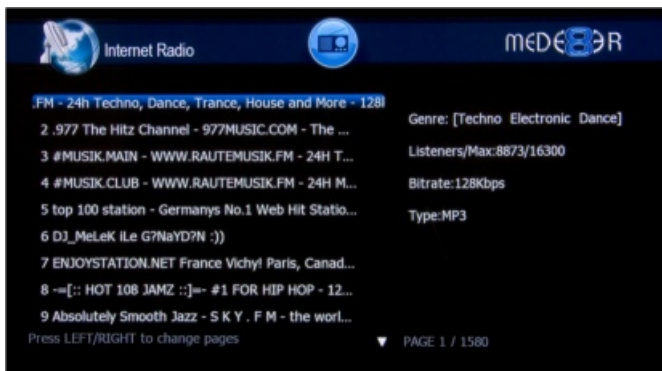 Internet Radio
MEDE8ER
.FM - 24h Techno, Dance, Trance, House and More - 128
2 .977 The Hitz Channel - 977MUSIC.COM - The ...
3 #MUSIK.MAIN - WWW.RAUTEMUSIK.FM - 24H T...
4 #MUSIK.CLUB - WWW.RAUTEMUSIK.FM - 24H M...
5 top 100 station - Germanys No.1 Web Hit Statio...
6 DJ_MeLeK iLe G?NaYD?N :))
7 ENJOYSTATION.NET France Vichy! Paris, Canad...
8 -=[:: HOT 108 JAMZ ::]=- #1 FOR HIP HOP - 12...
9 Absolutely Smooth Jazz - S K Y . F M - the worl...
Genre: [Techno Electronic Dance]
Listeners/Max:8873/16300
Bitrate:128Kbps
Type:MP3
Press LEFT/RIGHT to change pages
PAGE 1 / 1580